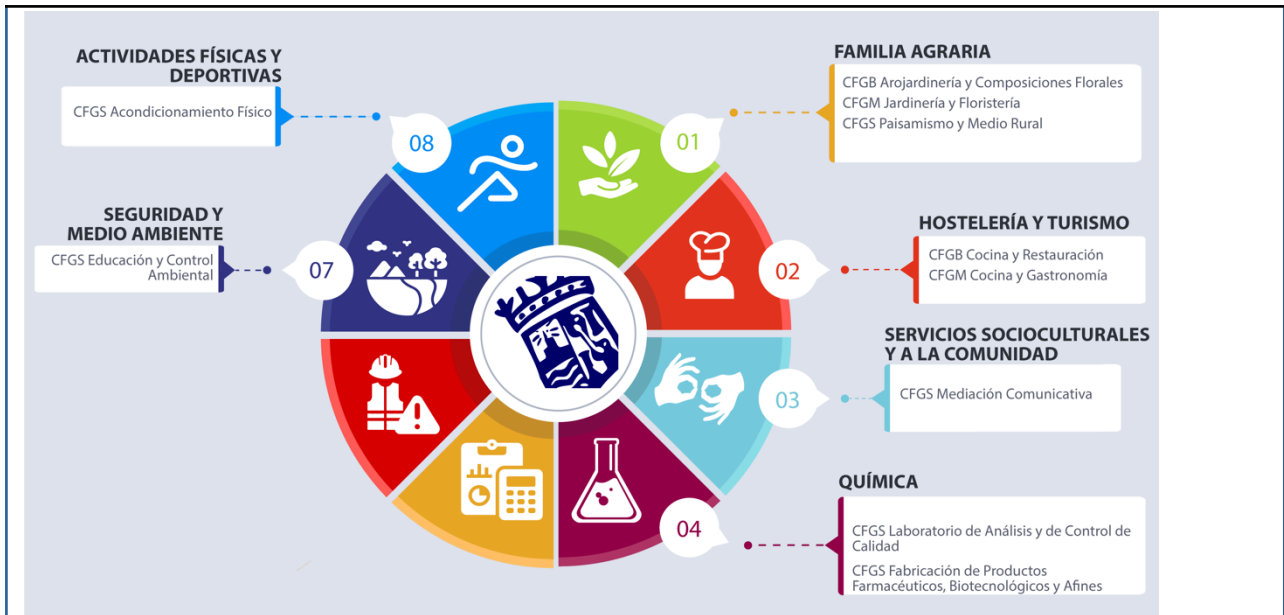 ACTIVIDADES FÍSICAS Y
DEPORTIVAS
CFGS Acondicionamiento Físico
08
SEGURIDAD Y
MEDIO AMBIENTE
CFGS Educación y Control
Ambiental
07
FAMILIA AGRARIA
CFGB Arojardinería y Composiciones Florales
CFGM Jardinería y Floristería
CFGS Paisamismo y Medio Rural
01
HOSTELERÍA Y TURISMO
CFGB Cocina y Restauración
CFGM Cocina y Gastronomía
02
SERVICIOS SOCIOCULTURALES
Y A LA COMUNIDAD
CFGS Mediación Comunicativa
03
QUÍMICA
CFGS Laboratorio de Análisis y de Control de
Calidad
CFGS Fabricación de Productos
Farmacéuticos, Biotecnológicos y Afines
04